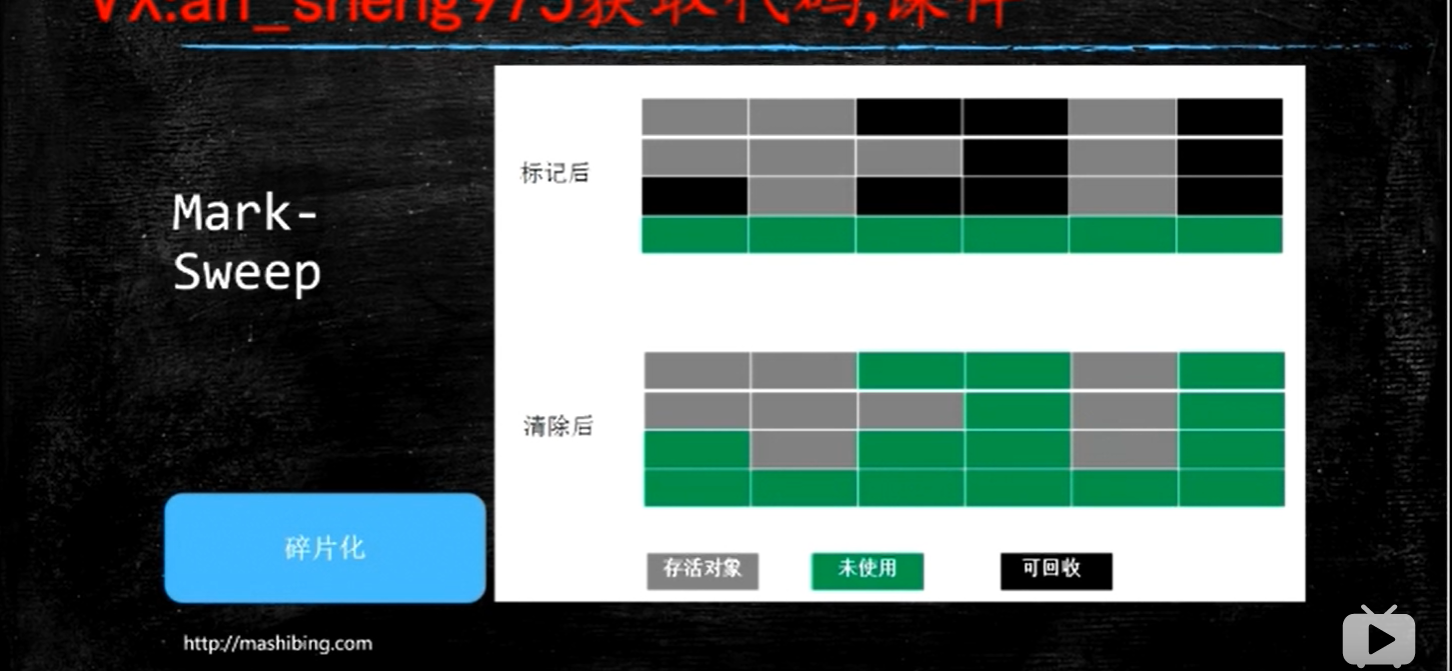 VX:an_sheng975获取代码,课件
Mark-
Sweep
标记后
清除后
碎片化
存活对象 未使用 可回收
http://mashibing.com